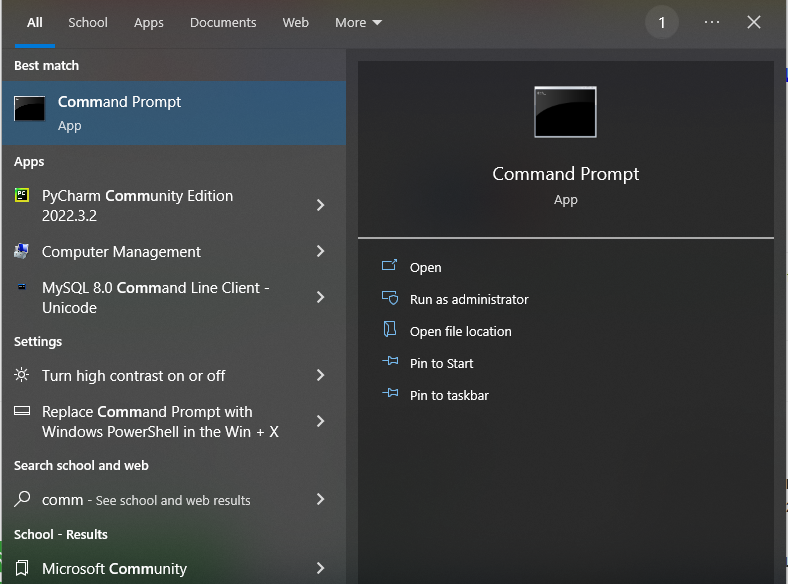 All School Apps Documents Web More 1 ...
Best match
Command Prompt
App
Apps
PyCharm Community Edition
2022.3.2
Computer Management
MySQL 8.0 Command Line Client -
Unicode
Settings
Turn high contrast on or off
Replace Command Prompt with
Windows PowerShell in the Win + X
Search school and web
comm - See school and web results
School - Results
Microsoft Community
Command Prompt
App
Open
Run as administrator
Open file location
Pin to Start
Pin to taskbar